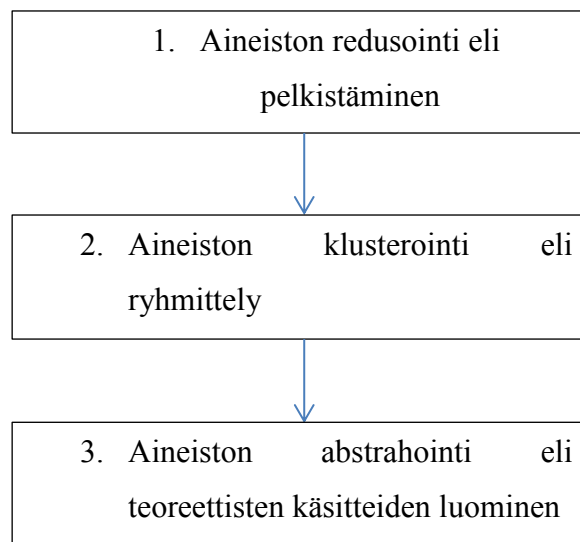 1. Aineiston redusointi eli
pelkistäminen
2. Aineiston klusterointi eli
ryhmittely
3. Aineiston abstrahointi eli
teoreettisten käsitteiden luominen